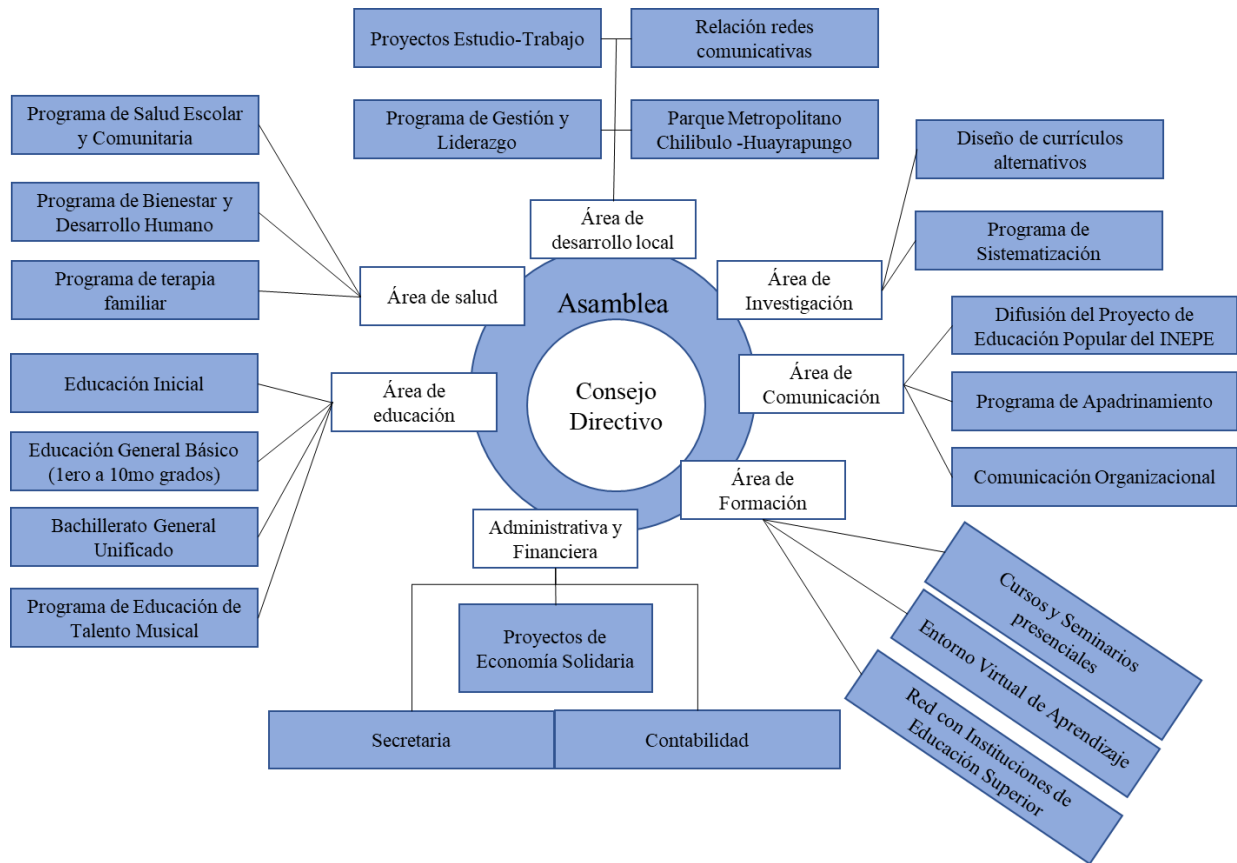 Proyectos Estudio-Trabajo
Relación redes
comunicativas
Programa de Gestión y
Liderazgo
Parque Metropolitano
Chilibulo -Huayrapungo
Programa de Salud Escolar
y Comunitaria
Programa de Bienestar y
Desarrollo Humano
Programa de terapia
familiar
Área de
desarrollo local
Área de salud
Área de
Investigación
Diseño de currículos
alternativos
Programa de
Sistematización
Asamblea
Consejo
Directivo
Área de
educación
Educación Inicial
Educación General Básico
(1ero a 10mo grados)
Bachillerato General
Unificado
Programa de Educación de
Talento Musical
Área de
Comunicación
Difusión del Proyecto de
Educación Popular del INEPE
Programa de Apadrinamiento
Comunicación Organizacional
Área de
Formación
Cursos y Seminarios
presenciales
Entorno Virtual de Aprendizaje
Red con Instituciones de
Educación Superior
Administrativa y
Financiera
Proyectos de
Economía Solidaria
Secretaria
Contabilidad